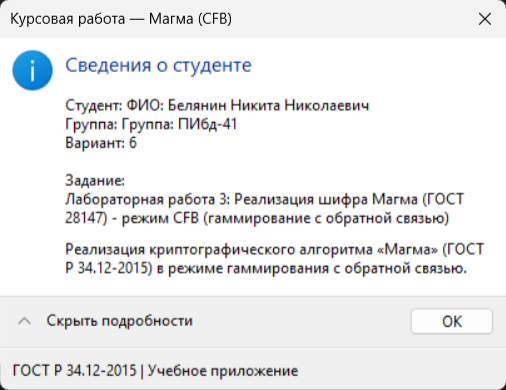 Курсовая работа — Магма (CFB)
Сведения о студенте
Студент: ФИО: Белянин Никита Николаевич
Группа: Группа: ПИбд-41
Вариант: 6
Задание:
Лабораторная работа 3: Реализация шифра Магма (ГОСТ
28147) - режим CFB (гаммирование с обратной связью)
Реализация криптографического алгоритма «Магма» (ГОСТ
Р 34.12-2015) в режиме гаммирования с обратной связью.
Скрыть подробности
ОК
ГОСТ Р 34.12-2015 | Учебное приложение